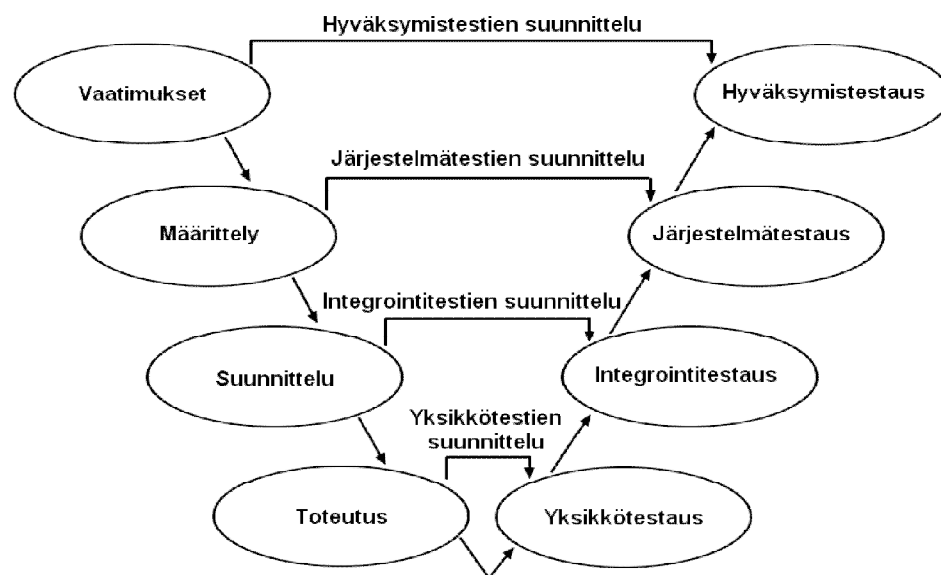 Hyväksymistestien suunnittelu
Vaatimukset
Hyväksymistestaus
Järjestelmätestien suunnittelu
Määrittely
Järjestelmätestaus
Integrointitestien suunnittelu
Suunnittelu
Integrointitestaus
Yksikkötestien
suunnittelu
Toteutus
Yksikkötestaus